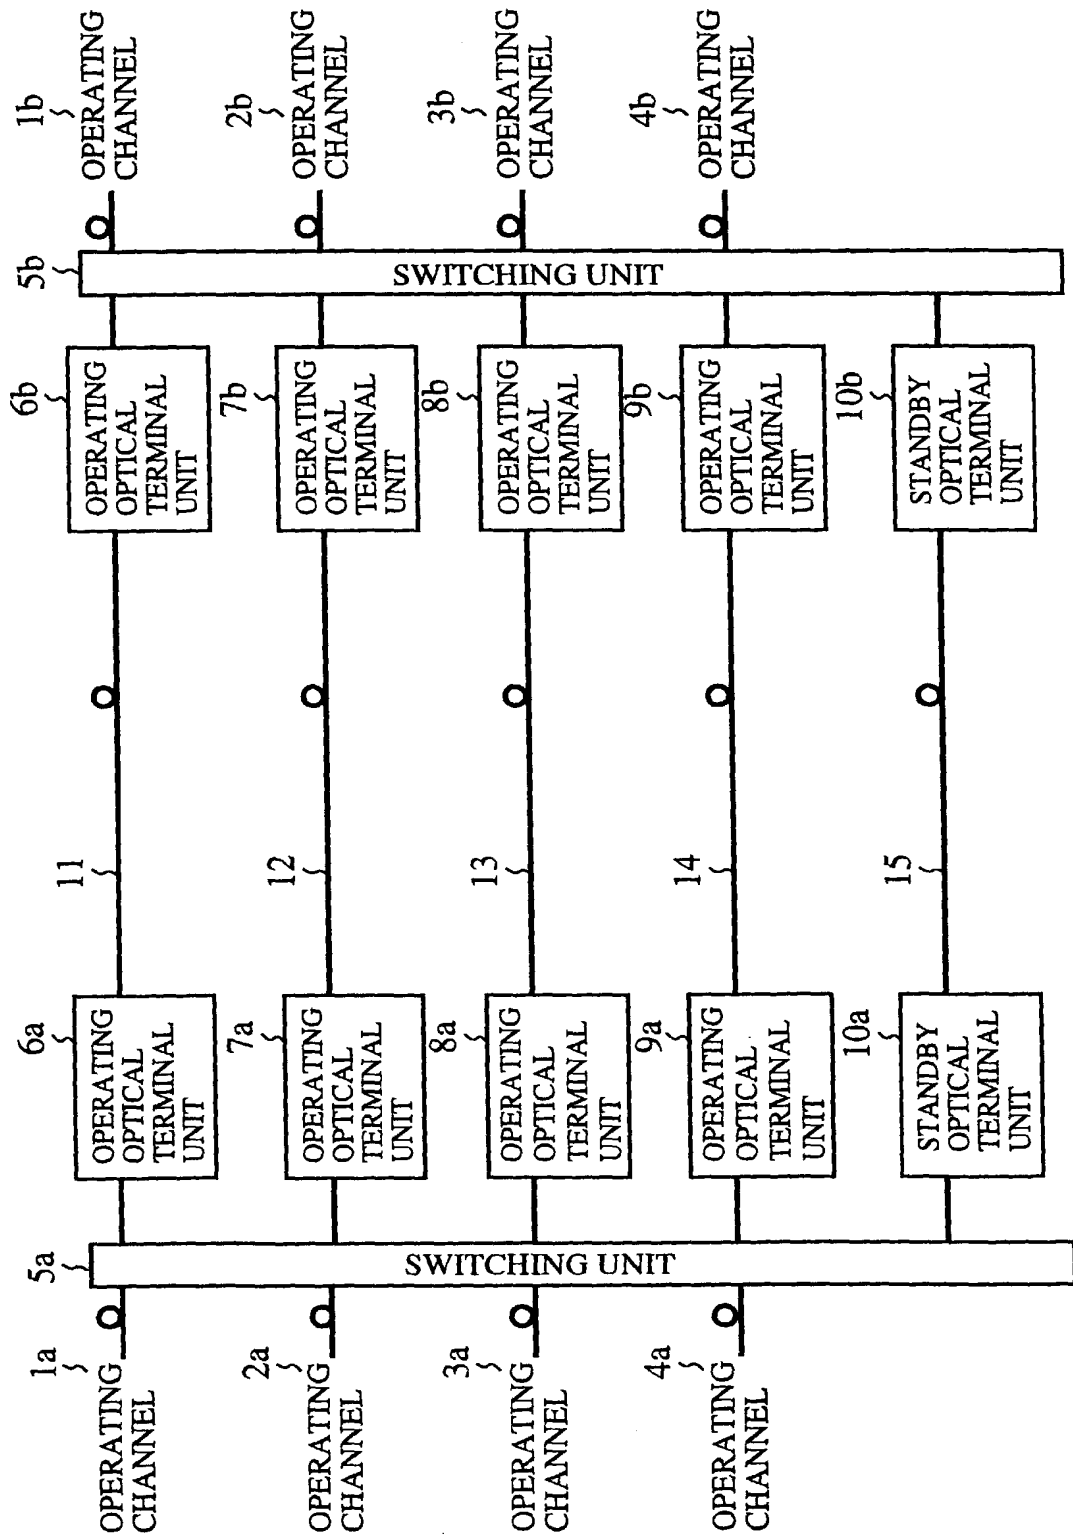 1a
OPERATING
CHANNEL
2a
OPERATING
CHANNEL
3a
OPERATING
CHANNEL
4a
OPERATING
CHANNEL
5a
SWITCHING UNIT
6a
OPERATING
OPTICAL
TERMINAL
UNIT
7a
OPERATING
OPTICAL
TERMINAL
UNIT
8a
OPERATING
OPTICAL
TERMINAL
UNIT
9a
OPERATING
OPTICAL
TERMINAL
UNIT
10a
STANDBY
OPTICAL
TERMINAL
UNIT
11
12
13
14
15
6b
OPERATING
OPTICAL
TERMINAL
UNIT
7b
OPERATING
OPTICAL
TERMINAL
UNIT
8b
OPERATING
OPTICAL
TERMINAL
UNIT
9b
OPERATING
OPTICAL
TERMINAL
UNIT
10b
STANDBY
OPTICAL
TERMINAL
UNIT
5b
SWITCHING UNIT
1b
OPERATING
CHANNEL
2b
OPERATING
CHANNEL
3b
OPERATING
CHANNEL
4b
OPERATING
CHANNEL